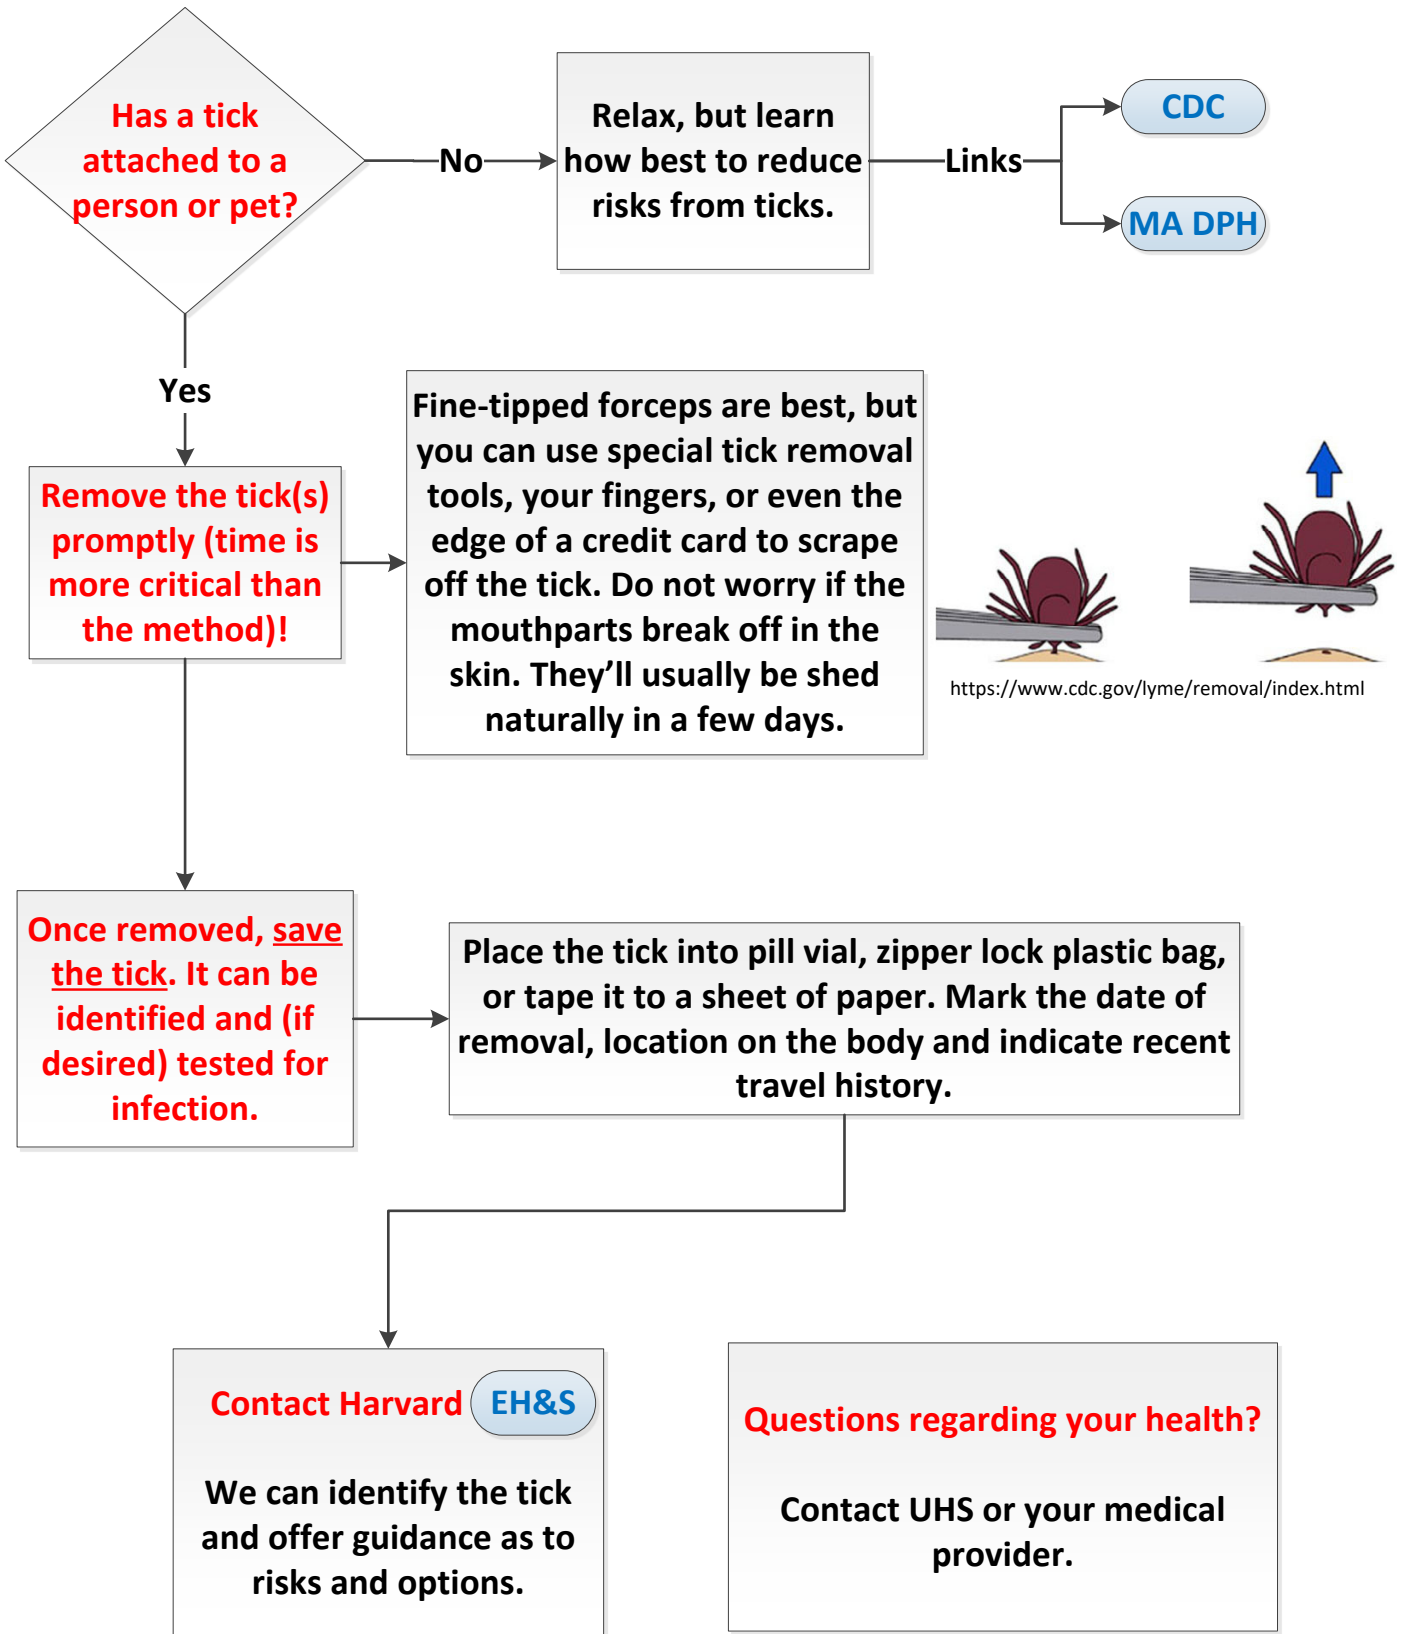 Has a tick
attached to a
person or pet?
No
Relax, but learn
how best to reduce
risks from ticks.
Links
CDC
MA DPH
Yes
Remove the tick(s)
promptly (time is
more critical than
the method)!
Fine-tipped forceps are best, but
you can use special tick removal
tools, your fingers, or even the
edge of a credit card to scrape
off the tick. Do not worry if the
mouthparts break off in the
skin. They’ll usually be shed
naturally in a few days.
https://www.cdc.gov/lyme/removal/index.html
Once removed, save
the tick. It can be
identified and (if
desired) tested for
infection.
Place the tick into pill vial, zipper lock plastic bag,
or tape it to a sheet of paper. Mark the date of
removal, location on the body and indicate recent
travel history.
Contact Harvard EH&S
We can identify the tick
and offer guidance as to
risks and options.
Questions regarding your health?
Contact UHS or your medical
provider.